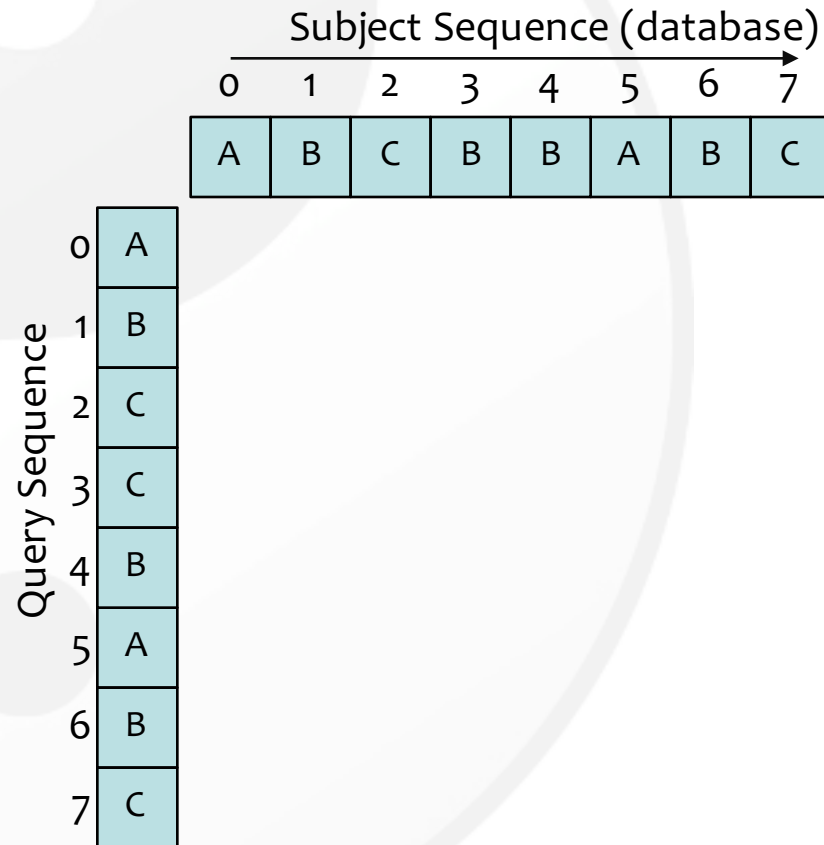 Subject Sequence (database)
0 1 2 3 4 5 6 7
A B C B B A B C
Query Sequence
0 A
1 B
2 C
3 C
4 B
5 A
6 B
7 C